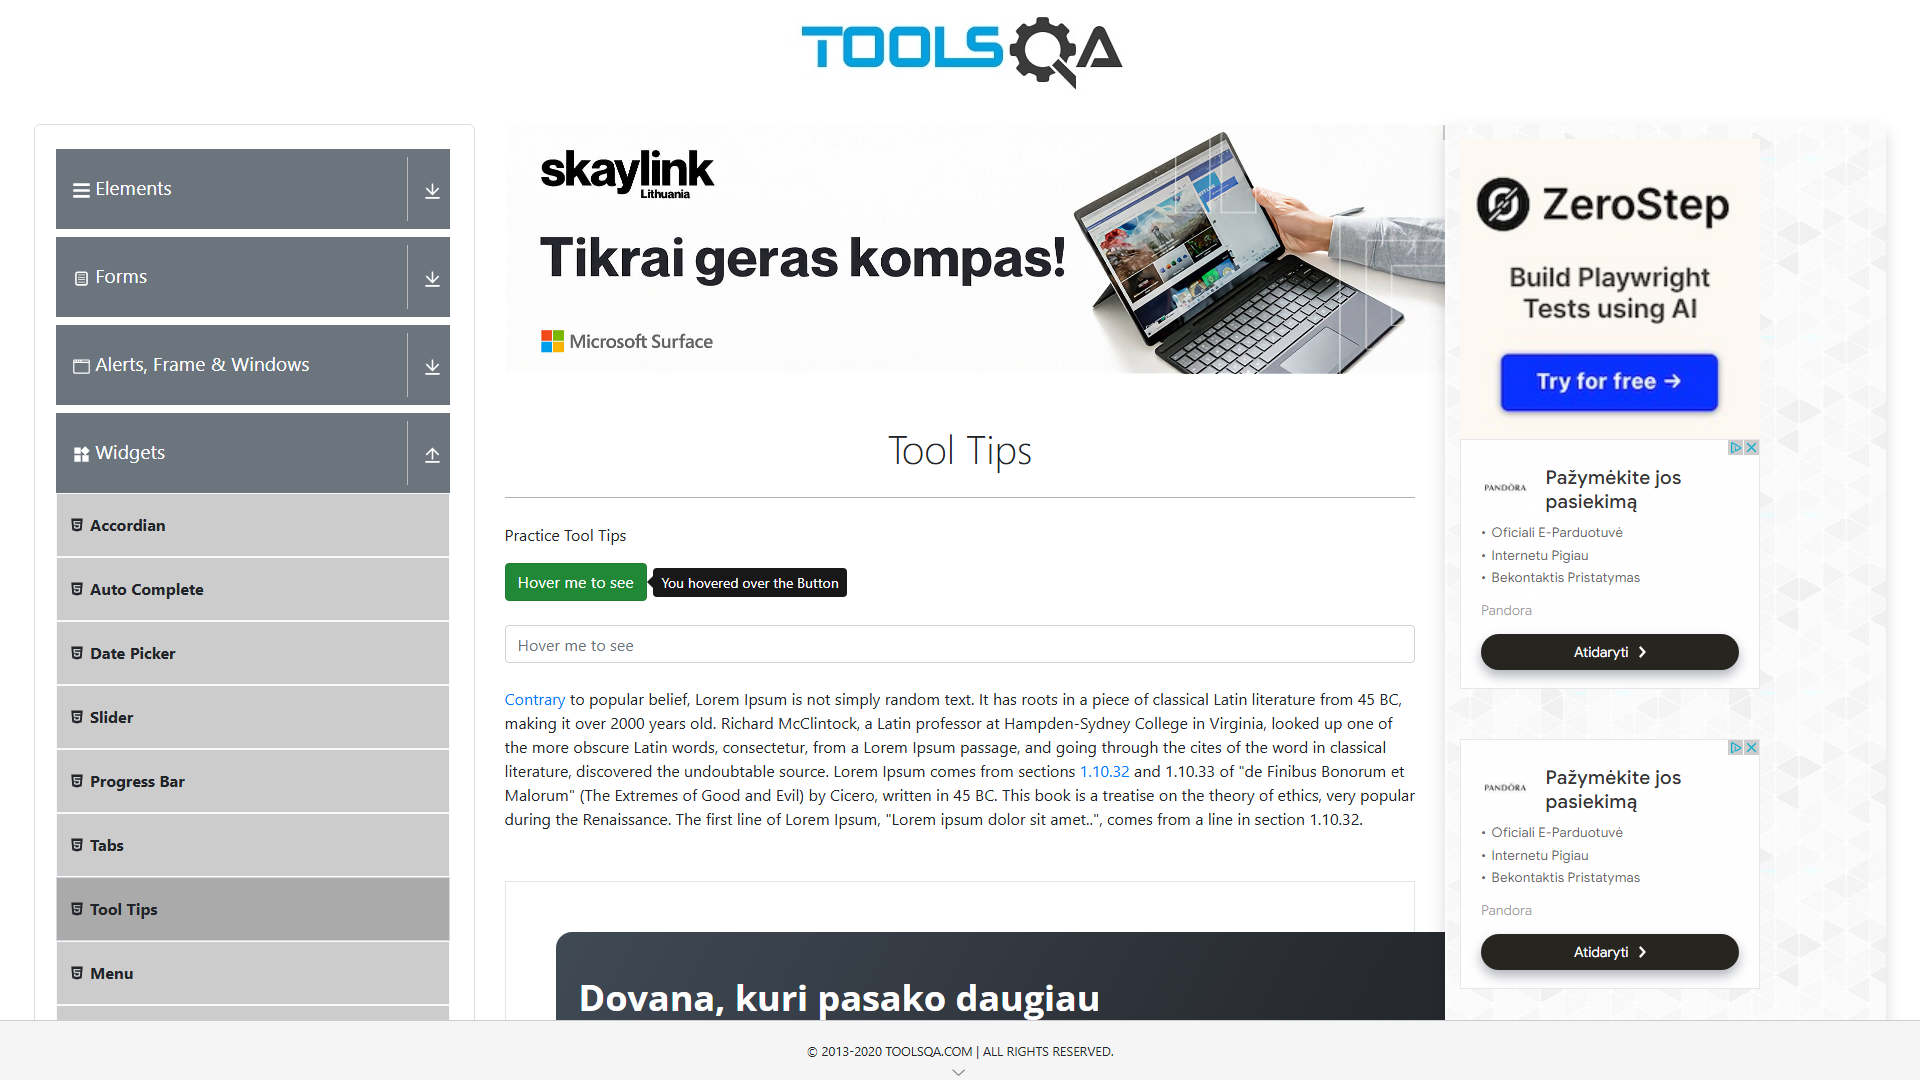 TOOLSQA
Elements
Forms
Alerts, Frame & Windows
Widgets
Accordian
Auto Complete
Date Picker
Slider
Progress Bar
Tabs
Tool Tips
Menu
skaylink
Lithuania
Tikrai geras kompas!
Microsoft Surface
Tool Tips
Practice Tool Tips
Hover me to see
You hovered over the Button
Hover me to see
Contrary to popular belief, Lorem Ipsum is not simply random text. It has roots in a piece of classical Latin literature from 45 BC,
making it over 2000 years old. Richard McClintock, a Latin professor at Hampden-Sydney College in Virginia, looked up one of
the more obscure Latin words, consectetur, from a Lorem Ipsum passage, and going through the cites of the word in classical
literature, discovered the undoubtable source. Lorem Ipsum comes from sections 1.10.32 and 1.10.33 of "de Finibus Bonorum et
Malorum" (The Extremes of Good and Evil) by Cicero, written in 45 BC. This book is a treatise on the theory of ethics, very popular
during the Renaissance. The first line of Lorem Ipsum, "Lorem ipsum dolor sit amet..", comes from a line in section 1.10.32.
Dovana, kuri pasako daugiau
ZeroStep
Build Playwright
Tests using AI
Try for free →
PANDÖRA
Pažymėkite jos
pasiekimą
• Oficiali E-Parduotuvė
• Internetu Pigiau
• Bekontaktis Pristatymas
Pandora
Atidaryti
PANDÖRA
Pažymėkite jos
pasiekimą
• Oficiali E-Parduotuvė
• Internetu Pigiau
• Bekontaktis Pristatymas
Pandora
Atidaryti
© 2013-2020 TOOLSQA.COM | ALL RIGHTS RESERVED.